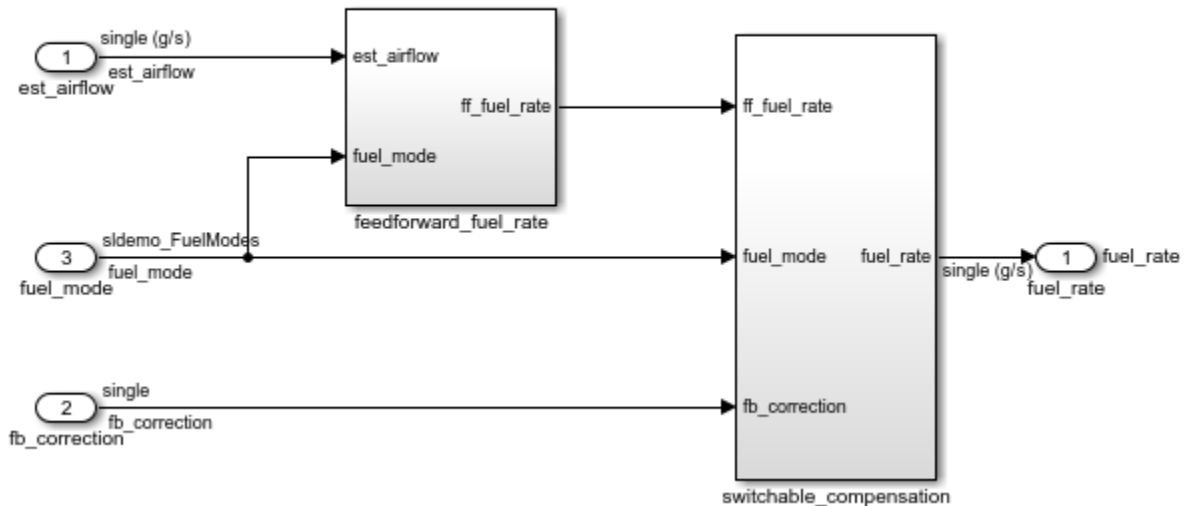 single (g/s)
1
est_airflow
est_airflow
est_airflow
ff_fuel_rate
fuel_mode
feedforward_fuel_rate
ff_fuel_rate
sldemo_FuelModes
3
fuel_mode
fuel_mode
fuel_mode
fuel_rate
single (g/s)
1
fuel_rate
fuel_rate
single
2
fb_correction
fb_correction
fb_correction
switchable_compensation